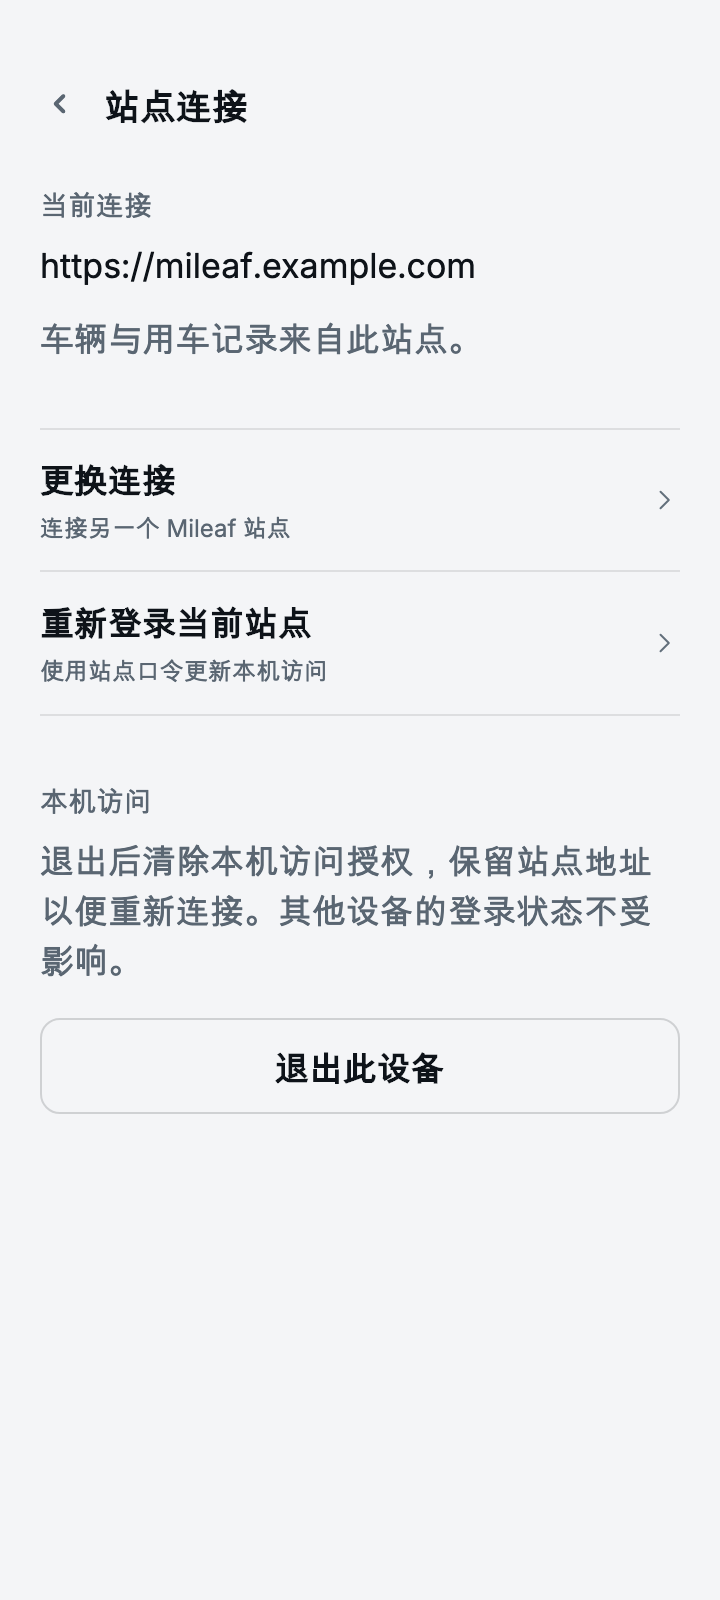 站点连接
当前连接
https://mileaf.example.com
车辆与用车记录来自此站点。
更换连接
连接另一个 Mileaf 站点
重新登录当前站点
使用站点口令更新本机访问
本机访问
退出后清除本机访问授权，保留站点地址
以便重新连接。其他设备的登录状态不受
影响。
退出此设备